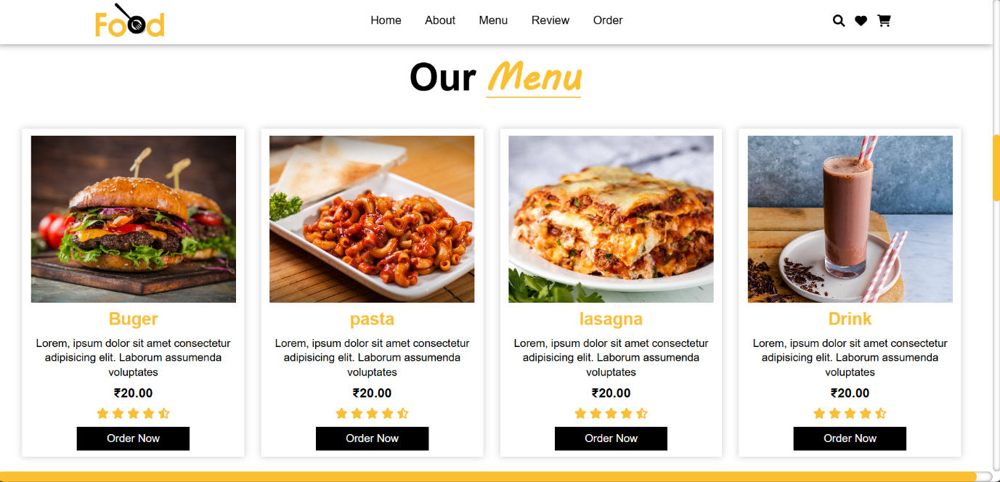 Food
Home About Menu Review Order
Our Menu
Buger
Lorem, ipsum dolor sit amet consectetur
adipisicing elit. Laborum assumenda
voluptates
₹20.00
Order Now
pasta
Lorem, ipsum dolor sit amet consectetur
adipisicing elit. Laborum assumenda
voluptates
₹20.00
Order Now
lasagna
Lorem, ipsum dolor sit amet consectetur
adipisicing elit. Laborum assumenda
voluptates
₹20.00
Order Now
Drink
Lorem, ipsum dolor sit amet consectetur
adipisicing elit. Laborum assumenda
voluptates
₹20.00
Order Now